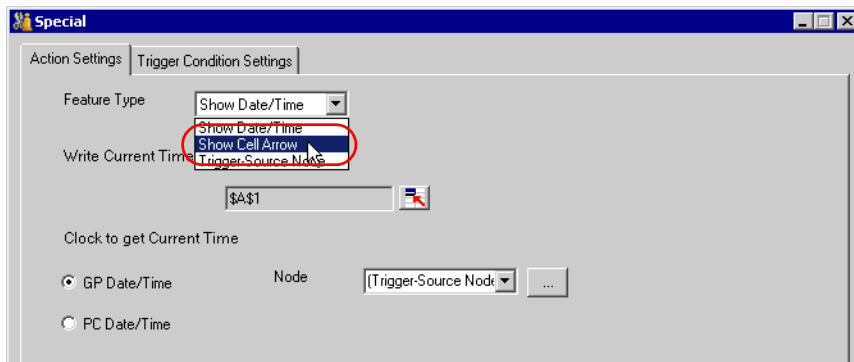 Special
Action Settings Trigger Condition Settings
Feature Type Show Date/Time
Show Date/Time
Show Cell Arrow
Write Current Time Trigger-Source Node
$A$1
Clock to get Current Time
GP Date/Time Node (Trigger-Source Node ...
PC Date/Time